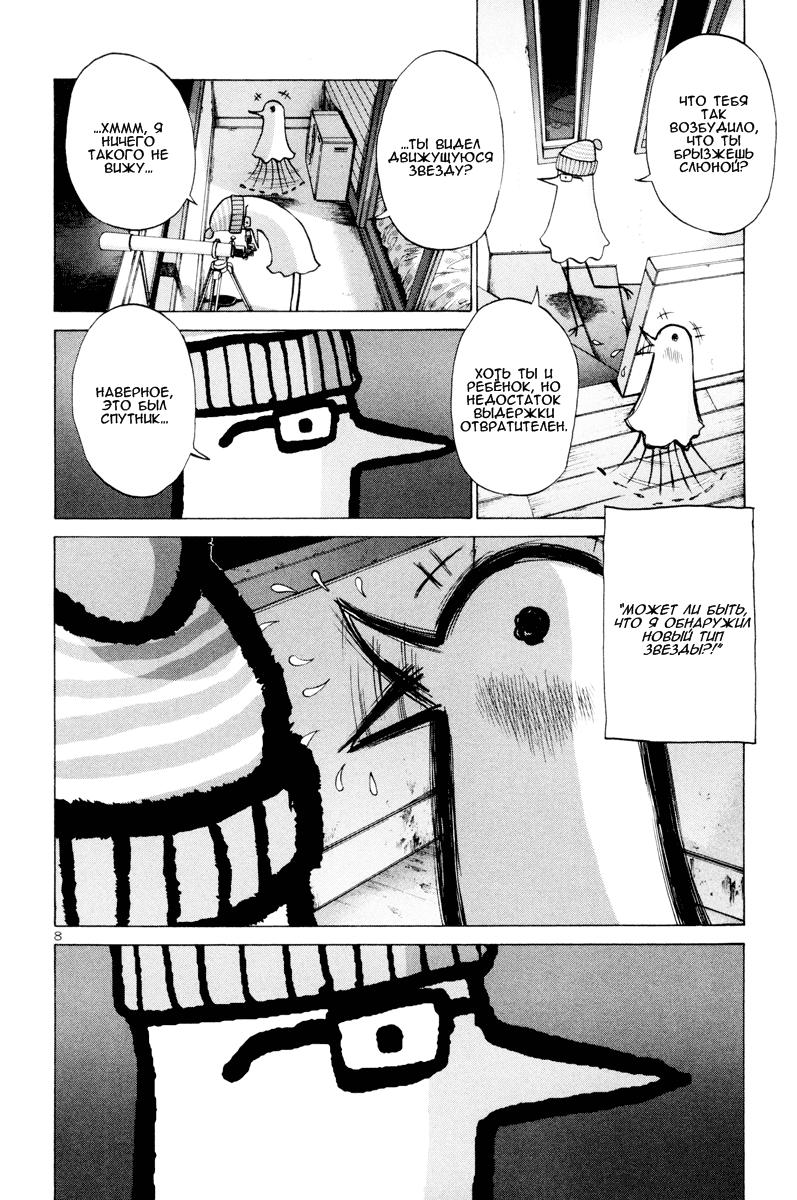 ЧТО ТЕБЯ
ТАК
ВОЗБУДИЛО,
ЧТО ТЫ
БРЫЗЖЕШЬ
СЛЮНОЙ?
ХОТЬ ТЫ И
РЕБЁНОК, НО
НЕДОСТАТОК
ВЫДЕРЖКИ
ОТВРАТИТЕЛЕН.
...ТЫ ВИДЕЛ
ДВИЖУЩУЮСЯ
ЗВЕЗДУ?
...ХМММ, Я
НИЧЕГО
ТАКОГО НЕ
ВИЖУ...
НАВЕРНОЕ,
ЭТО БЫЛ
СПУТНИК...
"МОЖЕТ ЛИ БЫТЬ,
ЧТО Я ОБНАРУЖИЛ
НОВЫЙ ТИП
ЗВЕЗДЫ?!"
8